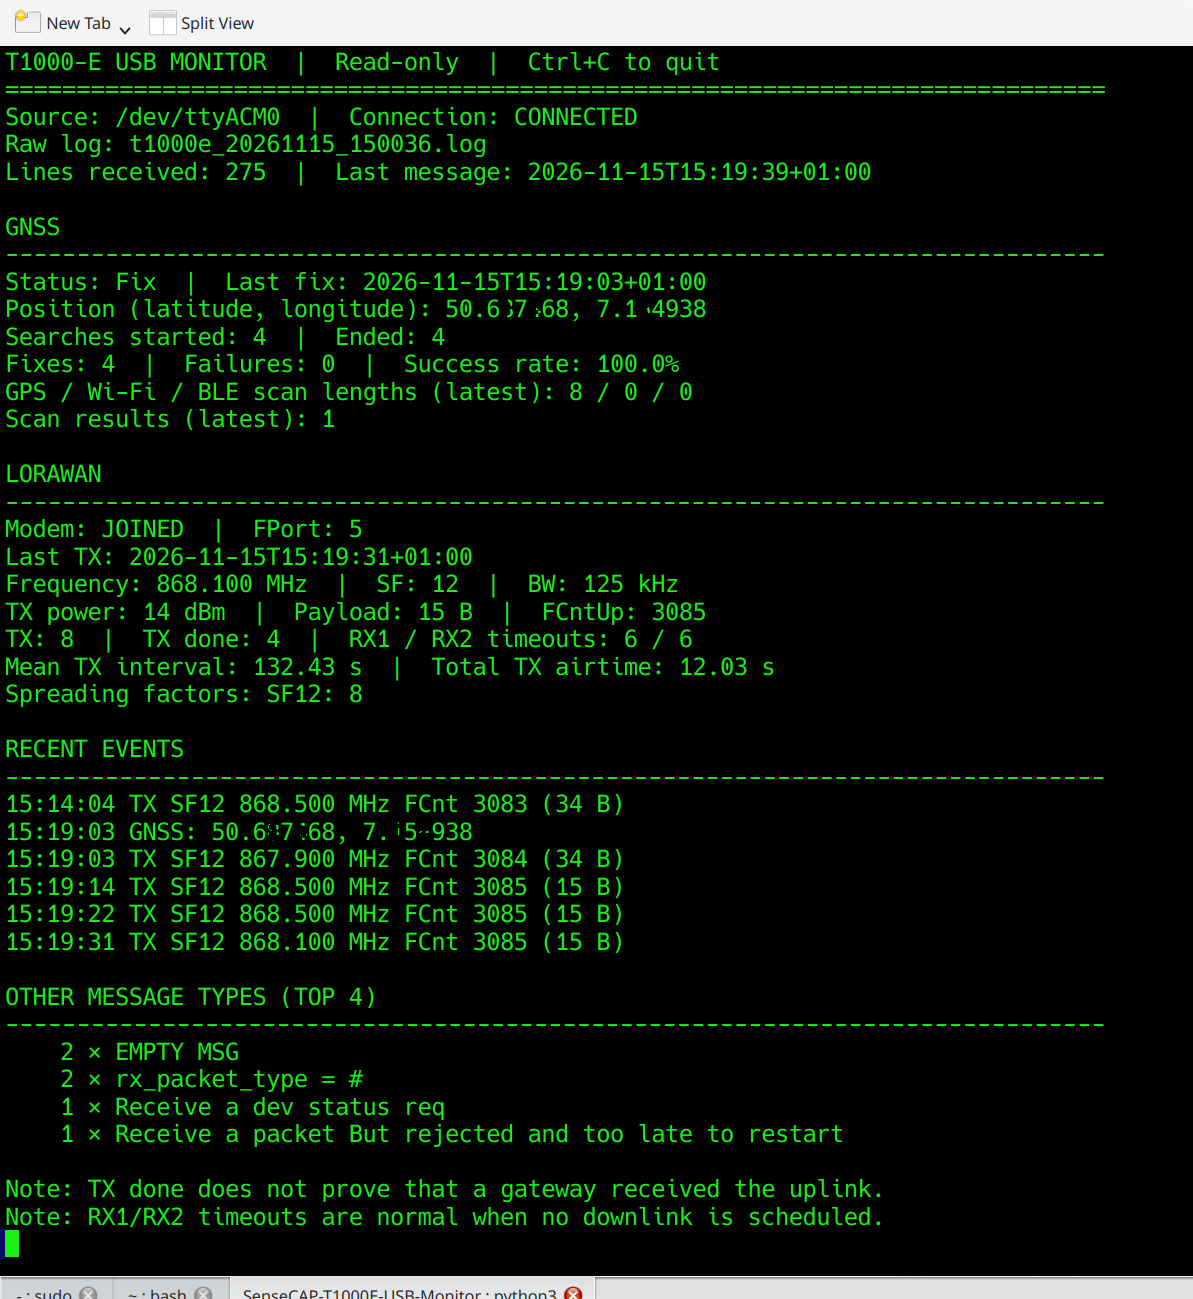 New Tab Split View
T1000-E USB MONITOR | Read-only | Ctrl+C to quit
================================================================================
Source: /dev/ttyACM0 | Connection: CONNECTED
Raw log: t1000e_20261115_150036.log
Lines received: 275 | Last message: 2026-11-15T15:19:39+01:00
GNSS
--------------------------------------------------------------------------------
Status: Fix | Last fix: 2026-11-15T15:19:03+01:00
Position (latitude, longitude):
Searches started: 4 | Ended: 4
Fixes: 4 | Failures: 0 | Success rate: 100.0%
GPS / Wi-Fi / BLE scan lengths (latest): 8 / 0 / 0
Scan results (latest): 1
LORAWAN
--------------------------------------------------------------------------------
Modem: JOINED | FPort: 5
Last TX: 2026-11-15T15:19:31+01:00
Frequency: 868.100 MHz | SF: 12 | BW: 125 kHz
TX power: 14 dBm | Payload: 15 B | FCntUp: 3085
TX: 8 | TX done: 4 | RX1 / RX2 timeouts: 6 / 6
Mean TX interval: 132.43 s | Total TX airtime: 12.03 s
Spreading factors: SF12: 8
RECENT EVENTS
--------------------------------------------------------------------------------
15:14:04 TX SF12 868.500 MHz FCnt 3083 (34 B)
15:19:03 GNSS:
15:19:03 TX SF12 867.900 MHz FCnt 3084 (34 B)
15:19:14 TX SF12 868.500 MHz FCnt 3085 (15 B)
15:19:22 TX SF12 868.500 MHz FCnt 3085 (15 B)
15:19:31 TX SF12 868.100 MHz FCnt 3085 (15 B)
OTHER MESSAGE TYPES (TOP 4)
--------------------------------------------------------------------------------
2 × EMPTY MSG
2 × rx_packet_type = #
1 × Receive a dev status req
1 × Receive a packet But rejected and too late to restart
Note: TX done does not prove that a gateway received the uplink.
Note: RX1/RX2 timeouts are normal when no downlink is scheduled.
- : sudo ~ : bash SenseCAP-T1000E-USB-Monitor : python3